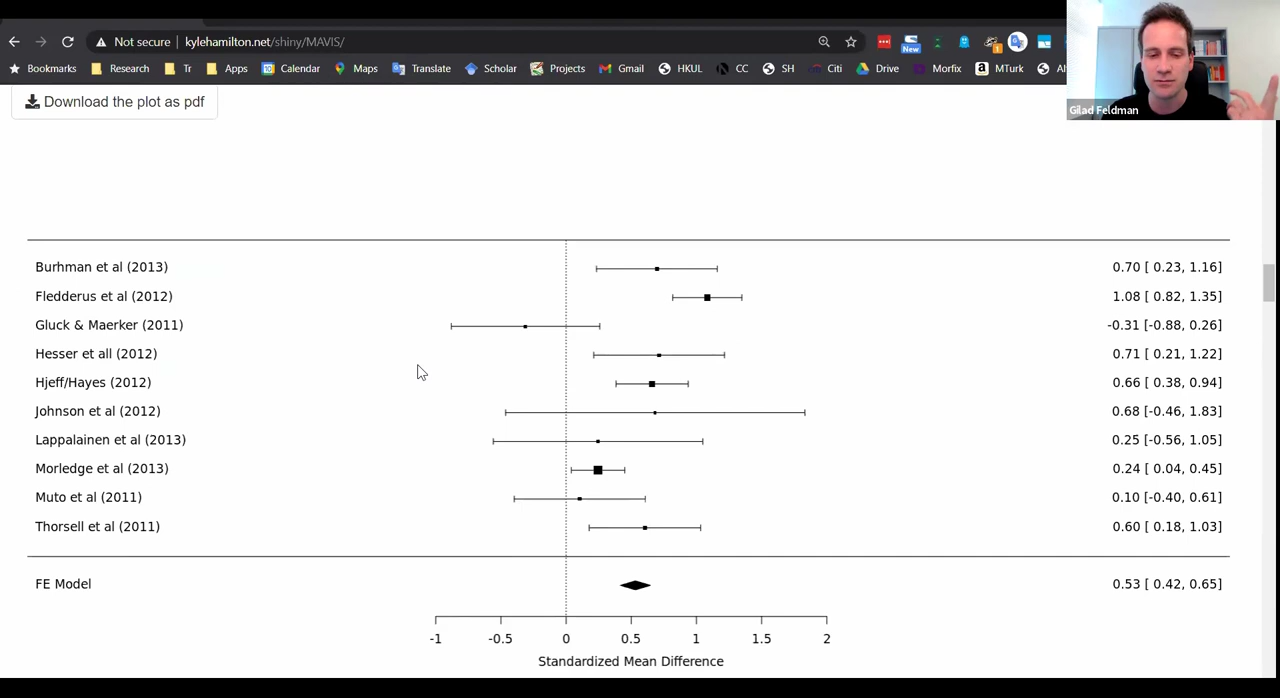 Not secure | kylehamilton.net/shiny/MAVIS/
New
1
Bookmarks Research Tr Apps Calendar Maps Translate Scholar Projects Gmail HKUL CC SH Citi Drive Morfix MTurk
Gilad Feldman
Download the plot as pdf
Burhman et al (2013) 0.70 [ 0.23, 1.16]
Fledderus et al (2012) 1.08 [ 0.82, 1.35]
Gluck & Maerker (2011) -0.31 [-0.88, 0.26]
Hesser et all (2012) 0.71 [ 0.21, 1.22]
Hjeff/Hayes (2012) 0.66 [ 0.38, 0.94]
Johnson et al (2012) 0.68 [-0.46, 1.83]
Lappalainen et al (2013) 0.25 [-0.56, 1.05]
Morledge et al (2013) 0.24 [ 0.04, 0.45]
Muto et al (2011) 0.10 [-0.40, 0.61]
Thorsell et al (2011) 0.60 [ 0.18, 1.03]
FE Model 0.53 [ 0.42, 0.65]
-1 -0.5 0 0.5 1 1.5 2
Standardized Mean Difference